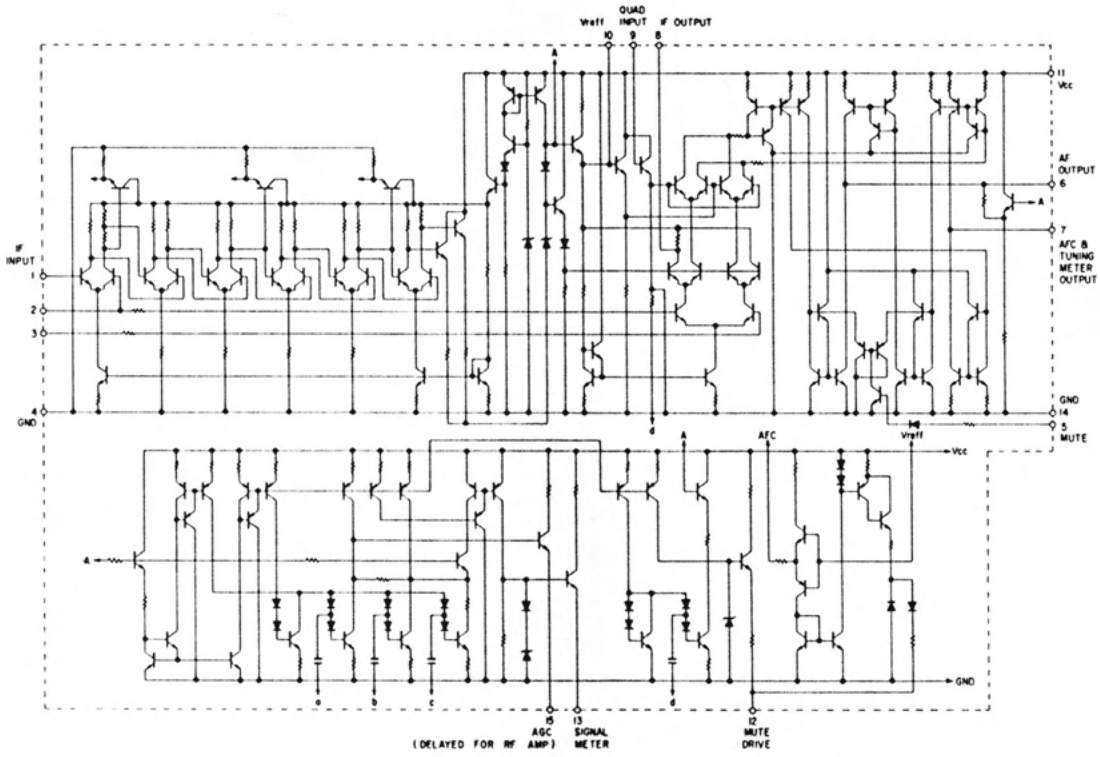 Vreff
QUAD
INPUT
IF OUTPUT
10
9
8
A
11
Vcc
AF
OUTPUT
6
A
7
AFC &
TUNING
METER
OUTPUT
IF
INPUT
1
2
3
4
GND
d
GND
14
5
MUTE
A
AFC
Vreff
Vcc
A
GND
a
b
c
d
15
13
12
AGC
SIGNAL
MUTE
(DELAYED FOR RF AMP)
METER
DRIVE